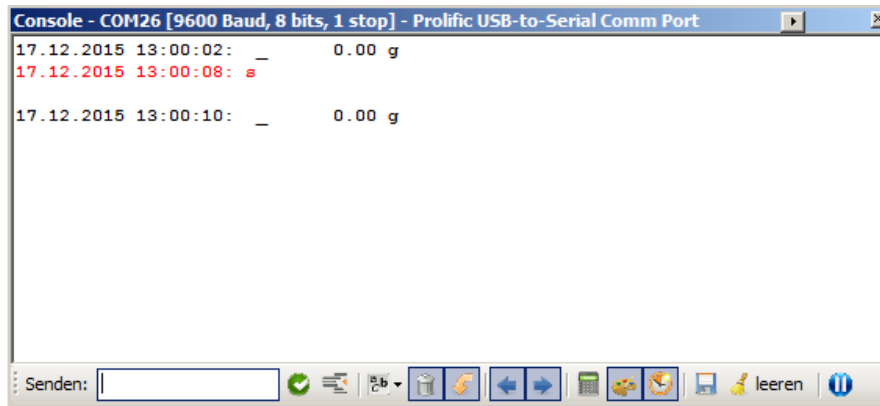 Console - COM26 [9600 Baud, 8 bits, 1 stop] - Prolific USB-to-Serial Comm Port
17.12.2015 13:00:02:  _      0.00 g
17.12.2015 13:00:08: s
17.12.2015 13:00:10:  _      0.00 g
Senden: leeren